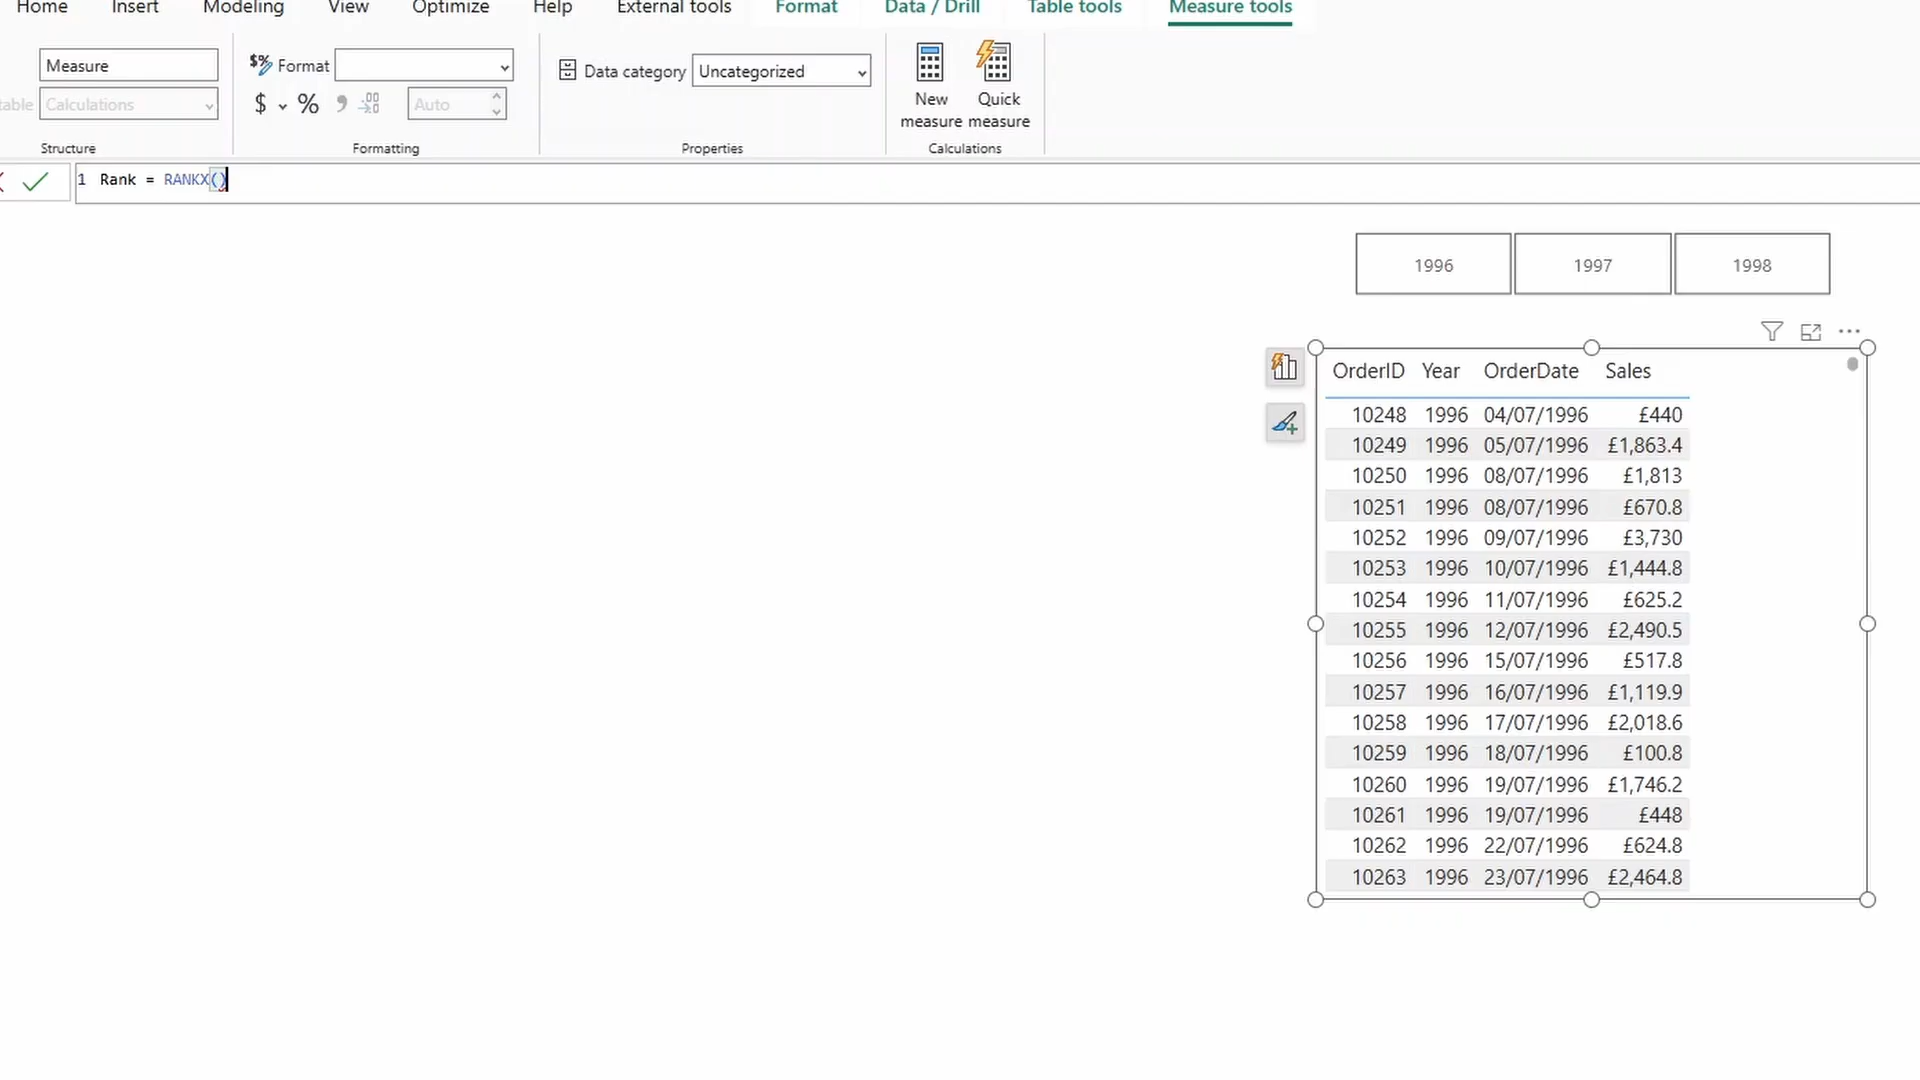 Home Insert Modeling View Optimize Help External tools Format Data / Drill Table tools Measure tools
Measure
$% Format
Data category Uncategorized
New measure
Quick measure
table Calculations
$ % Auto
Structure Formatting Properties Calculations
1 Rank = RANKX()
1996 1997 1998
OrderID Year OrderDate Sales
10248 1996 04/07/1996 £440
10249 1996 05/07/1996 £1,863.4
10250 1996 08/07/1996 £1,813
10251 1996 08/07/1996 £670.8
10252 1996 09/07/1996 £3,730
10253 1996 10/07/1996 £1,444.8
10254 1996 11/07/1996 £625.2
10255 1996 12/07/1996 £2,490.5
10256 1996 15/07/1996 £517.8
10257 1996 16/07/1996 £1,119.9
10258 1996 17/07/1996 £2,018.6
10259 1996 18/07/1996 £100.8
10260 1996 19/07/1996 £1,746.2
10261 1996 19/07/1996 £448
10262 1996 22/07/1996 £624.8
10263 1996 23/07/1996 £2,464.8